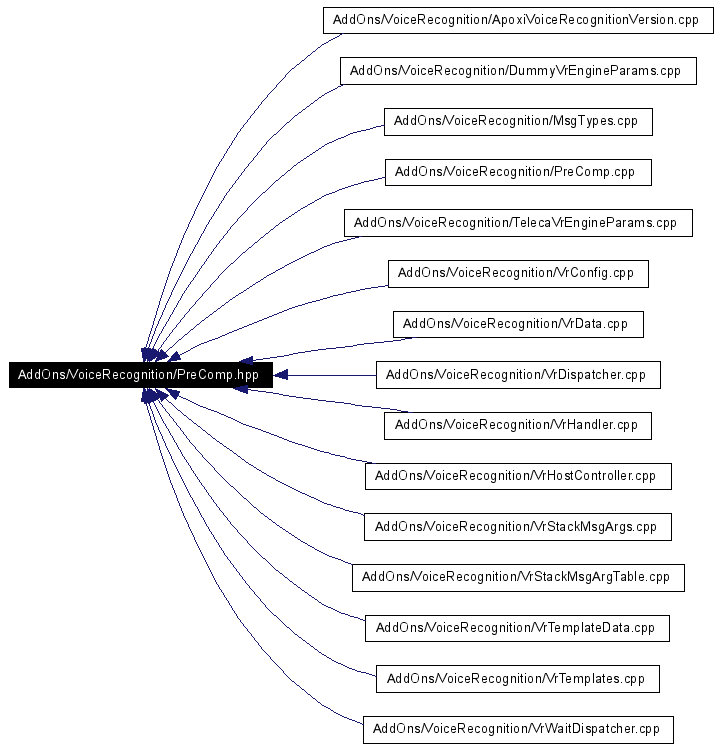 AddOns/VoiceRecognition/ApoxiVoiceRecognitionVersion.cpp
AddOns/VoiceRecognition/DummyVrEngineParams.cpp
AddOns/VoiceRecognition/MsgTypes.cpp
AddOns/VoiceRecognition/PreComp.cpp
AddOns/VoiceRecognition/TelecaVrEngineParams.cpp
AddOns/VoiceRecognition/VrConfig.cpp
AddOns/VoiceRecognition/VrData.cpp
AddOns/VoiceRecognition/PreComp.hpp
AddOns/VoiceRecognition/VrDispatcher.cpp
AddOns/VoiceRecognition/VrHandler.cpp
AddOns/VoiceRecognition/VrHostController.cpp
AddOns/VoiceRecognition/VrStackMsgArgs.cpp
AddOns/VoiceRecognition/VrStackMsgArgTable.cpp
AddOns/VoiceRecognition/VrTemplateData.cpp
AddOns/VoiceRecognition/VrTemplates.cpp
AddOns/VoiceRecognition/VrWaitDispatcher.cpp